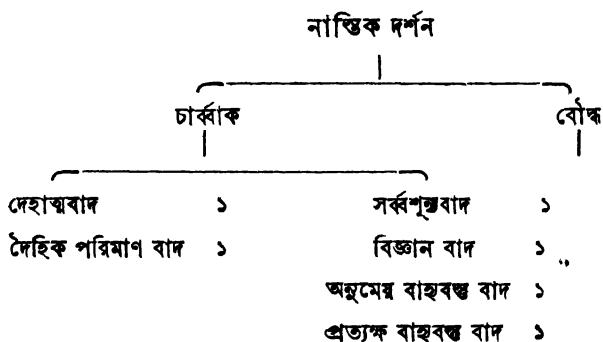 নাস্তিক দর্শন
চার্ব্বাক বৌদ্ধ
দেহাত্মবাদ ১ সর্ব্বশূন্যবাদ ১
দৈহিক পরিমাণ বাদ ১ বিজ্ঞান বাদ ১
অনুমেয় বাহ্যবস্তু বাদ ১
প্রত্যক্ষ বাহ্যবস্তু বাদ ১